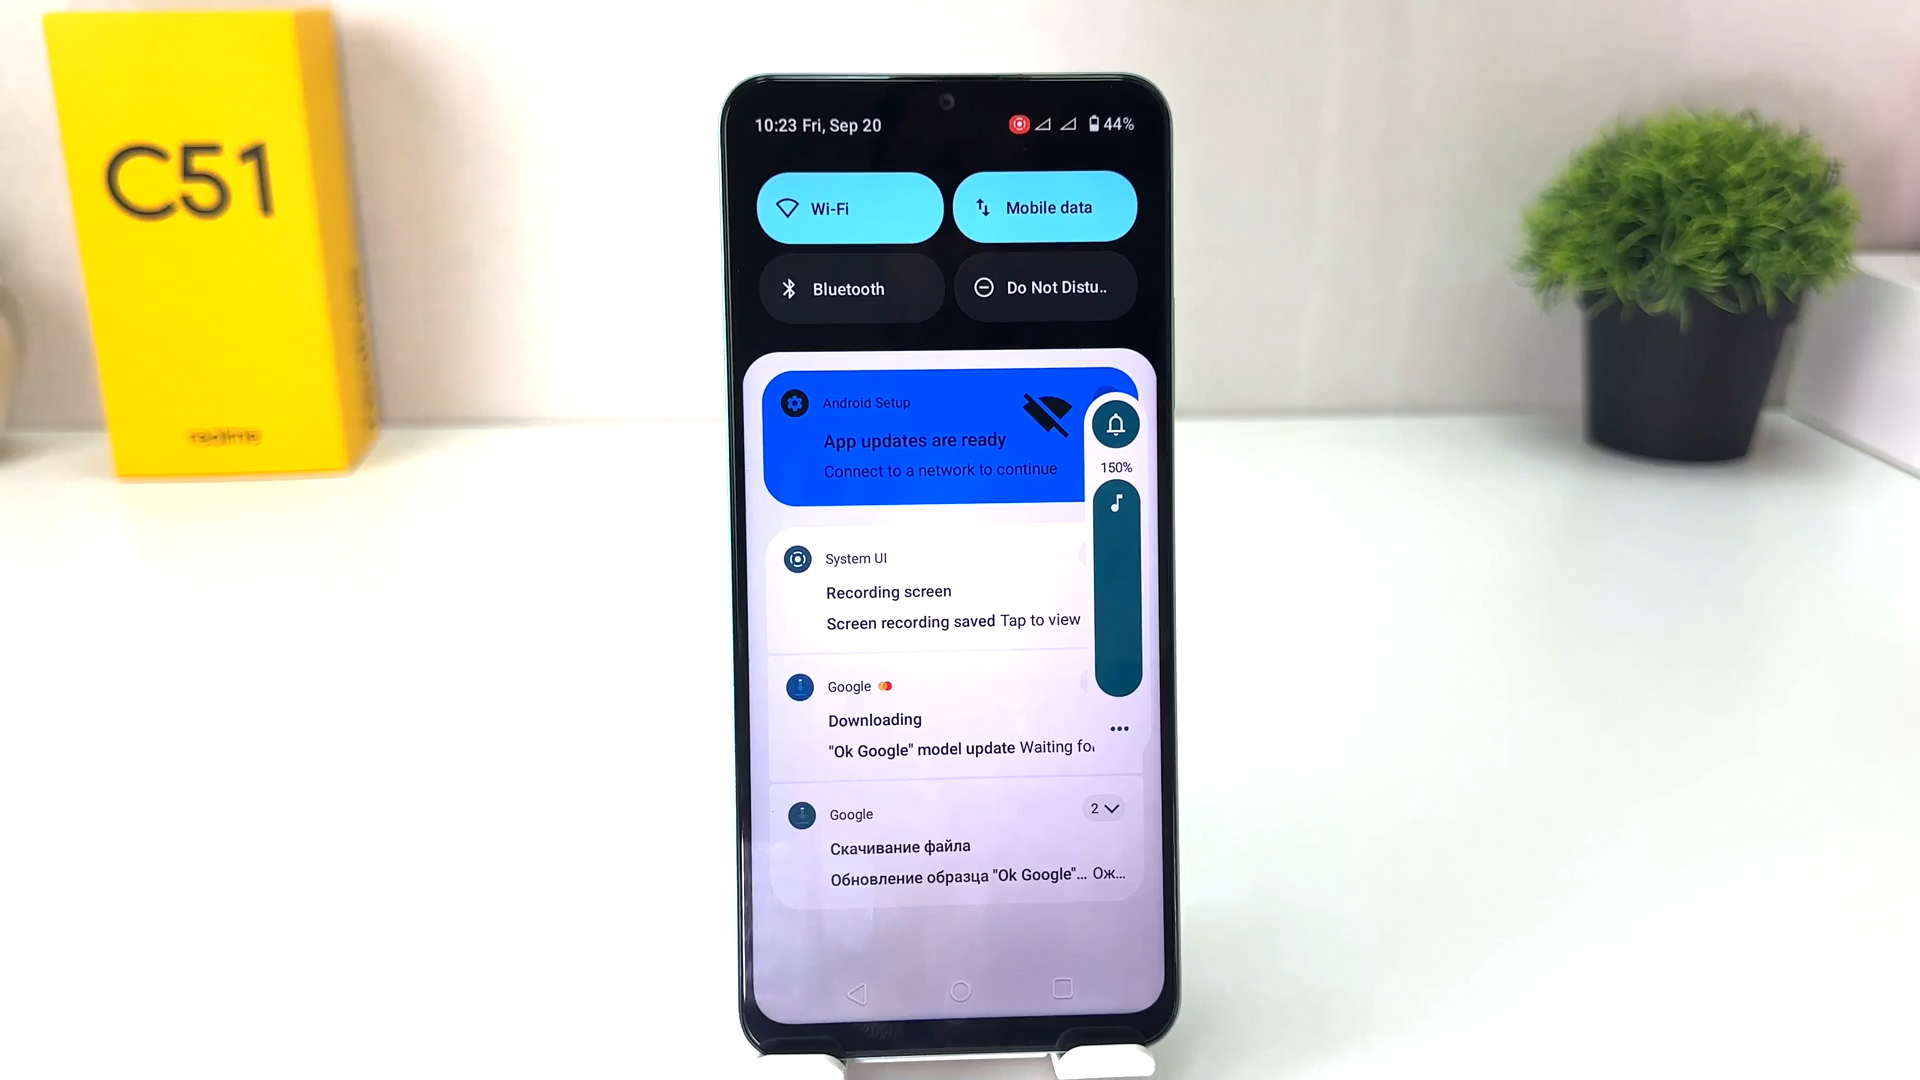 C51
realme
10:23 Fri, Sep 20
44%
Wi-Fi
Mobile data
Bluetooth
Do Not Distu..
Android Setup
App updates are ready
Connect to a network to continue
150%
System UI
Recording screen
Screen recording saved Tap to view
Google
Downloading
"Ok Google" model update Waiting for
Google
2
Скачивание файла
Обновление образца "Ok Google"... Ож...